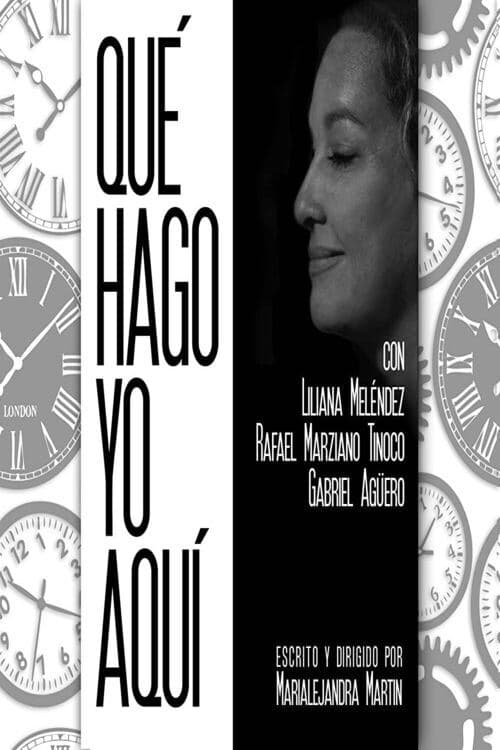 QUÉ
HAGO
YO
AQUÍ
CON
LILIANA MELÉNDEZ
RAFAEL MARZIANO TINOCO
GABRIEL AGÜERO
ESCRITO Y DIRIGIDO POR
MARIALEJANDRA MARTIN
LONDON